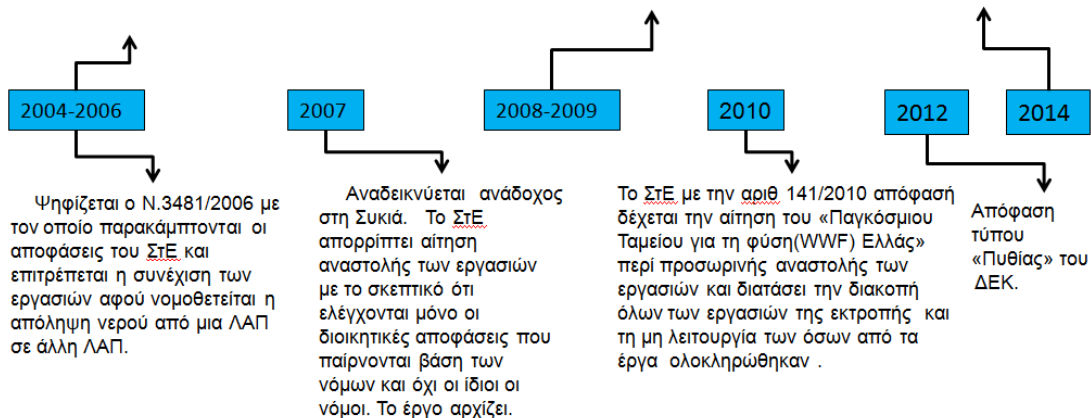 2004-2006
2007
2008-2009
2010
2012
2014
Ψηφίζεται ο Ν.3481/2006 με
τον οποίο παρακάμπτονται οι
αποφάσεις του ΣτΕ και
επιτρέπεται η συνέχιση των
εργασιών αφού νομοθετείται η
απόληψη νερού από μια ΛΑΠ
σε άλλη ΛΑΠ.
Αναδεικνύεται ανάδοχος
στη Συκιά. Το ΣτΕ
απορρίπτει αίτηση
αναστολής των εργασιών
με το σκεπτικό ότι
ελέγχονται μόνο οι
διοικητικές αποφάσεις που
παίρνονται βάση των
νόμων και όχι οι ίδιοι οι
νόμοι. Το έργο αρχίζει.
Το ΣτΕ με την αριθ 141/2010 απόφασή
δέχεται την αίτηση του «Παγκόσμιου
Ταμείου για τη φύση(WWF) Ελλάς»
περί προσωρινής αναστολής των
εργασιών και διατάσει την διακοπή
όλων των εργασιών της εκτροπής και
τη μη λειτουργία των όσων από τα
έργα ολοκληρώθηκαν .
Απόφαση
τύπου
«Πυθίας» του
ΔΕΚ.